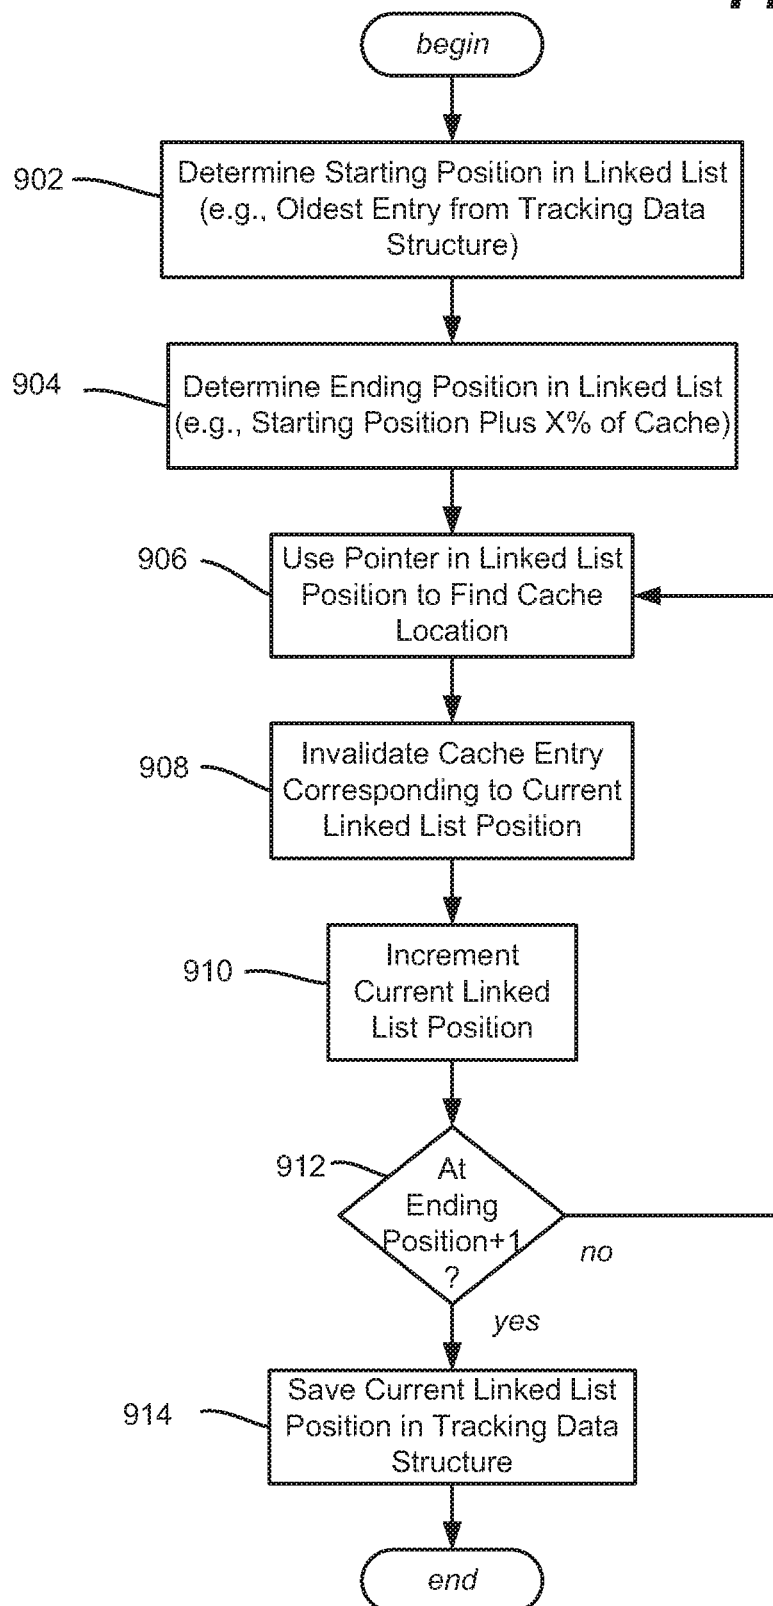 begin
902
Determine Starting Position in Linked List
(e.g., Oldest Entry from Tracking Data
Structure)
904
Determine Ending Position in Linked List
(e.g., Starting Position Plus X% of Cache)
906
Use Pointer in Linked List
Position to Find Cache
Location
908
Invalidate Cache Entry
Corresponding to Current
Linked List Position
910
Increment
Current Linked
List Position
912
At
Ending
Position+1
?
no
yes
914
Save Current Linked List
Position in Tracking Data
Structure
end